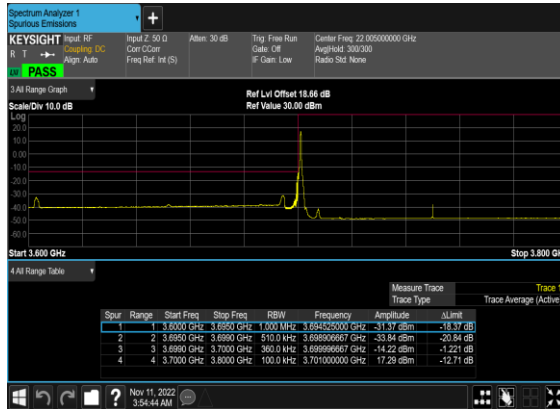 Spectrum Analyzer 1
Spurious Emissions
+
KEYSIGHT Input: RF Input Z: 50 Ω Atten: 30 dB Trig: Free Run Center Freq: 22.005000000 GHz
R T Coupling: DC Corr CCorr Gate: Off Avg|Hold: 300/300
Align: Auto Freq Ref: Int (S) IF Gain: Low Radio Std: None
PASS
3 All Range Graph
Ref Lvl Offset 18.66 dB
Scale/Div 10.0 dB Ref Value 30.00 dBm
Log
20.0
10.0
0.00
-10.0
-20.0
-30.0
-40.0
-50.0
-60.0
Start 3.600 GHz Stop 3.800 GH
4 All Range Table
Measure Trace Trace 1
Trace Type Trace Average (Active
Spur Range Start Freq Stop Freq RBW Frequency Amplitude ΔLimit
1 1 3.6000 GHz 3.6950 GHz 1.000 MHz 3.694525000 GHz -31.37 dBm -18.37 dB
2 2 3.6950 GHz 3.6990 GHz 510.0 kHz 3.698906667 GHz -33.84 dBm -20.84 dB
3 3 3.6990 GHz 3.7000 GHz 360.0 kHz 3.699996667 GHz -14.22 dBm -1.221 dB
4 4 3.7000 GHz 3.8000 GHz 100.0 kHz 3.701000000 GHz 17.29 dBm -12.71 dB
? Nov 11, 2022
3:54:44 AM